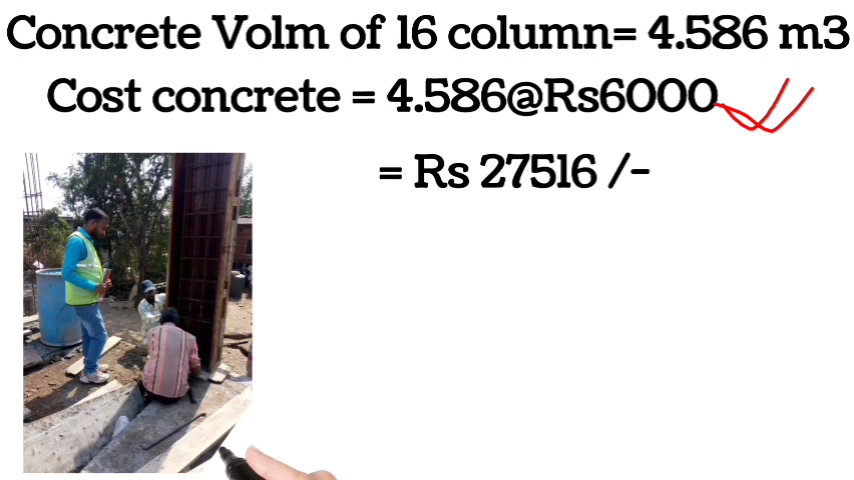 Concrete Volm of 16 column= 4.586 m3
Cost concrete = 4.586@Rs6000
= Rs 27516 /-